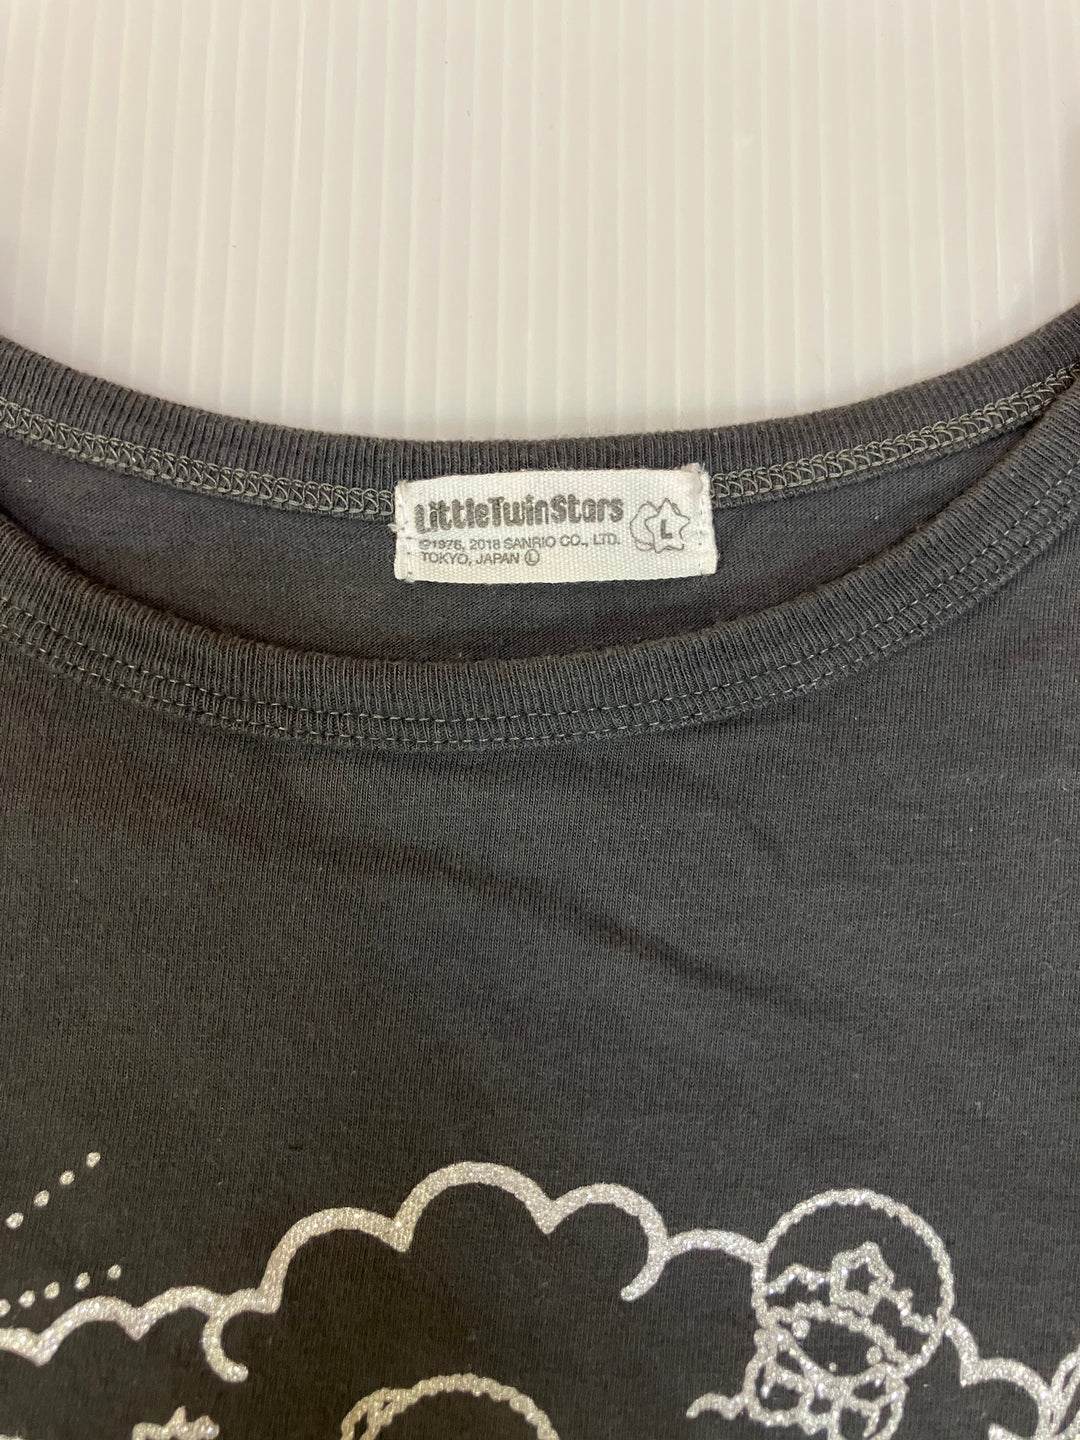 LittleTwinStars
©1976, 2018 SANRIO CO., LTD.
TOKYO, JAPAN Ⓛ
L